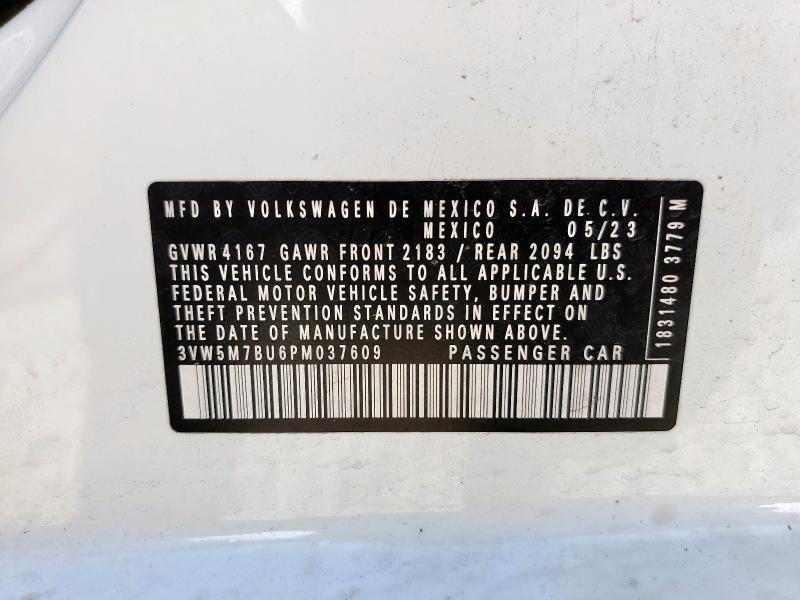 MFD BY VOLKSWAGEN DE MEXICO S.A. DE. C.V.
MEXICO 05/23
GVWR 4167 GAWR FRONT 2183 / REAR 2094 LBS
THIS VEHICLE CONFORMS TO ALL APPLICABLE U.S.
FEDERAL MOTOR VEHICLE SAFETY, BUMPER AND
THEFT PREVENTION STANDARDS IN EFFECT ON
THE DATE OF MANUFACTURE SHOWN ABOVE.
3VW5M7BU6PM037609 PASSENGER CAR
1831480 3779 M